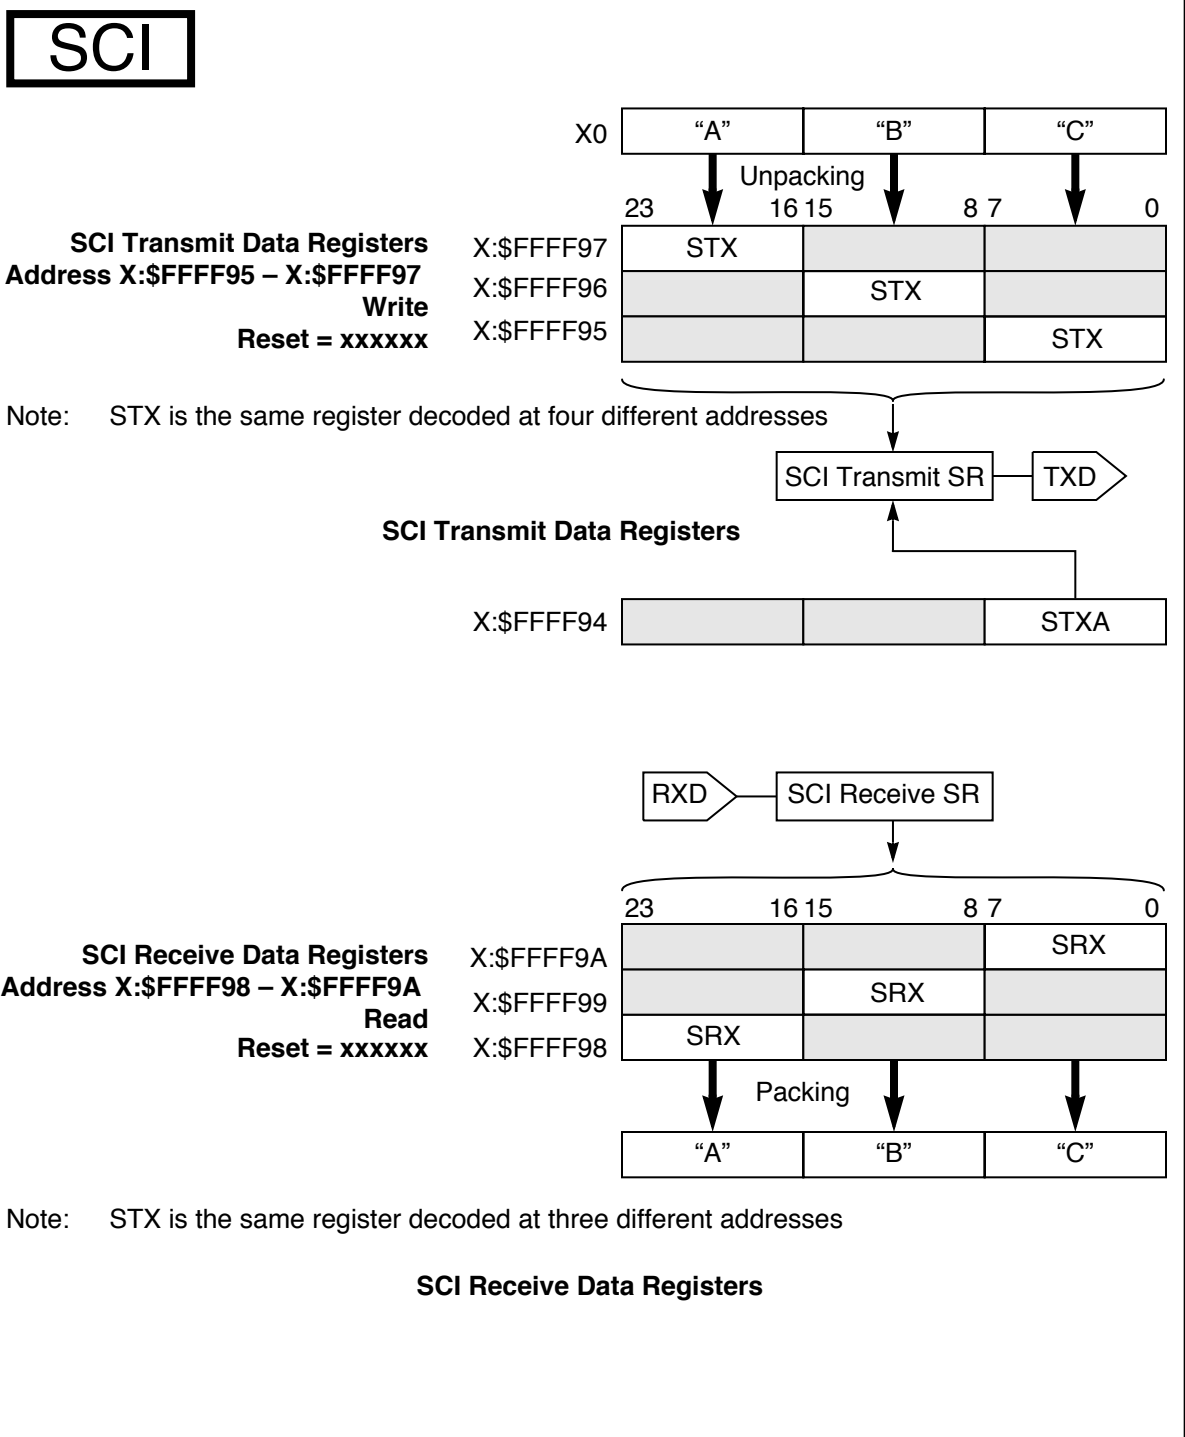 SCI
X0 “A” “B” “C”
Unpacking
23 16 15 8 7 0
SCI Transmit Data Registers
Address X:$FFFF95 – X:$FFFF97
Write
Reset = xxxxxx
X:$FFFF97 STX
X:$FFFF96 STX
X:$FFFF95 STX
Note: STX is the same register decoded at four different addresses
SCI Transmit SR TXD
SCI Transmit Data Registers
X:$FFFF94 STXA
RXD SCI Receive SR
23 16 15 8 7 0
SCI Receive Data Registers
Address X:$FFFF98 – X:$FFFF9A
Read
Reset = xxxxxx
X:$FFFF9A SRX
X:$FFFF99 SRX
X:$FFFF98 SRX
Packing
“A” “B” “C”
Note: STX is the same register decoded at three different addresses
SCI Receive Data Registers